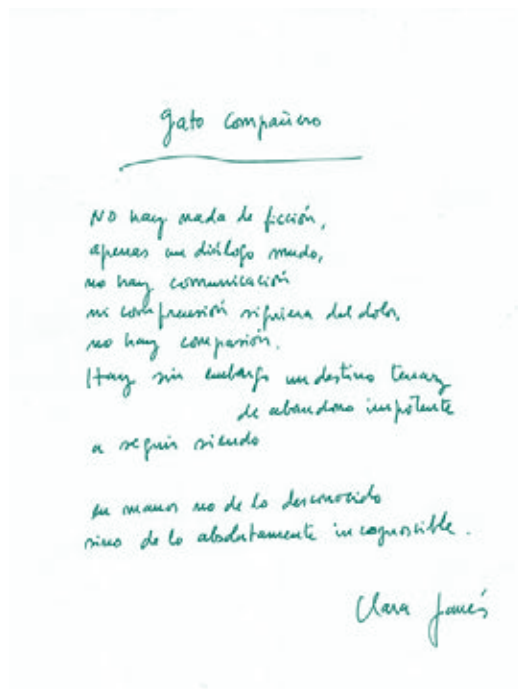 Gato compañero
No hay nada de ficción,
apenas un diálogo mudo,
no hay comunicación
ni comprensión siquiera del dolor,
no hay compasión.
Hay sin embargo un destino tenaz
de abandono impotente
a seguir siendo
en manos no de lo desconocido
sino de lo absolutamente incognoscible.
Clara Janés